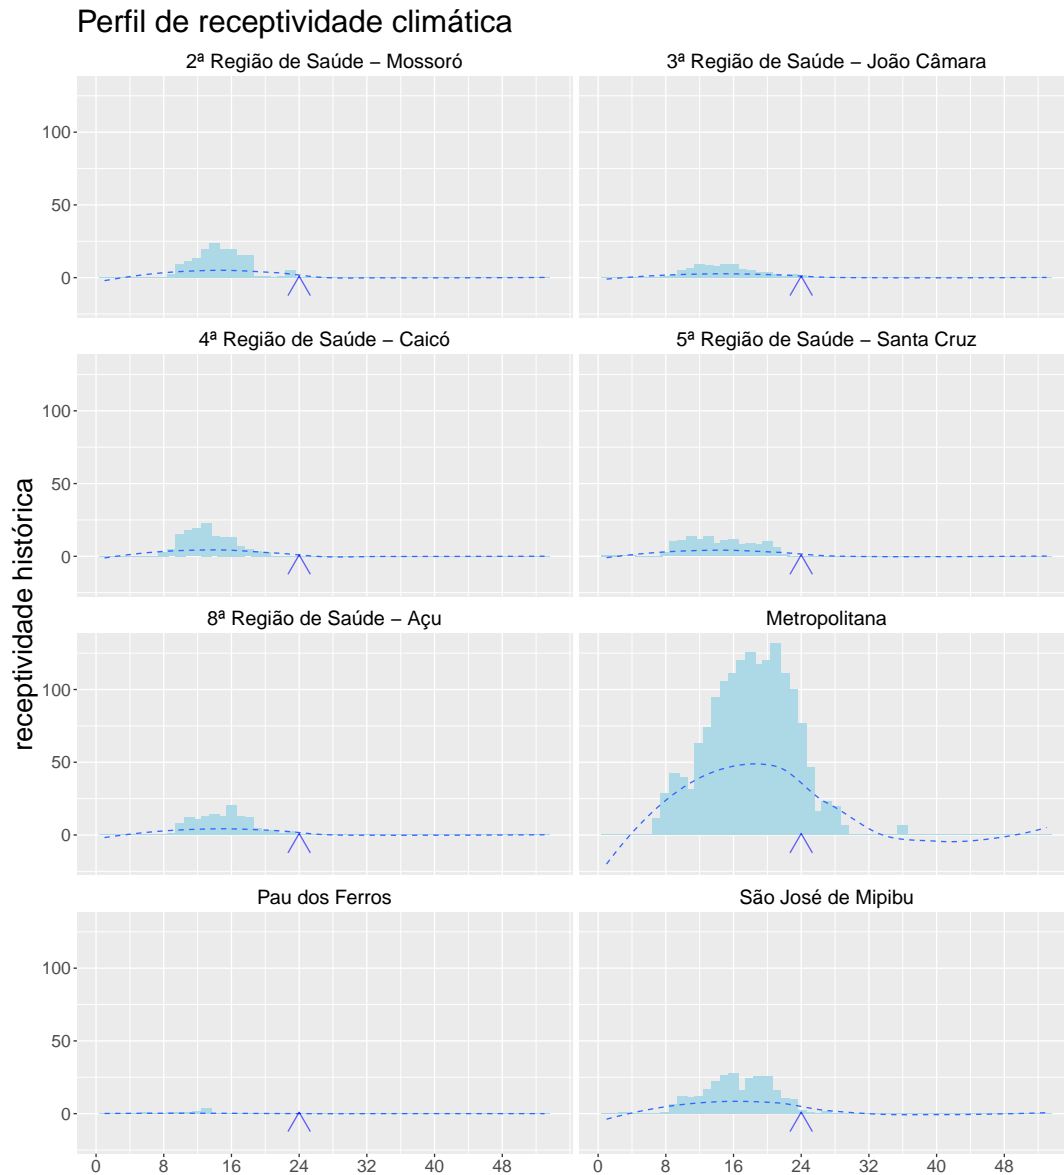 Perfil de receptividade climática
2ª Região de Saúde − Mossoró
3ª Região de Saúde − João Câmara
100
50
0
4ª Região de Saúde − Caicó
5ª Região de Saúde − Santa Cruz
100
50
0
receptividade histórica
8ª Região de Saúde − Açu
Metropolitana
100
50
0
Pau dos Ferros
São José de Mipibu
100
50
0
0 8 16 24 32 40 48
0 8 16 24 32 40 48